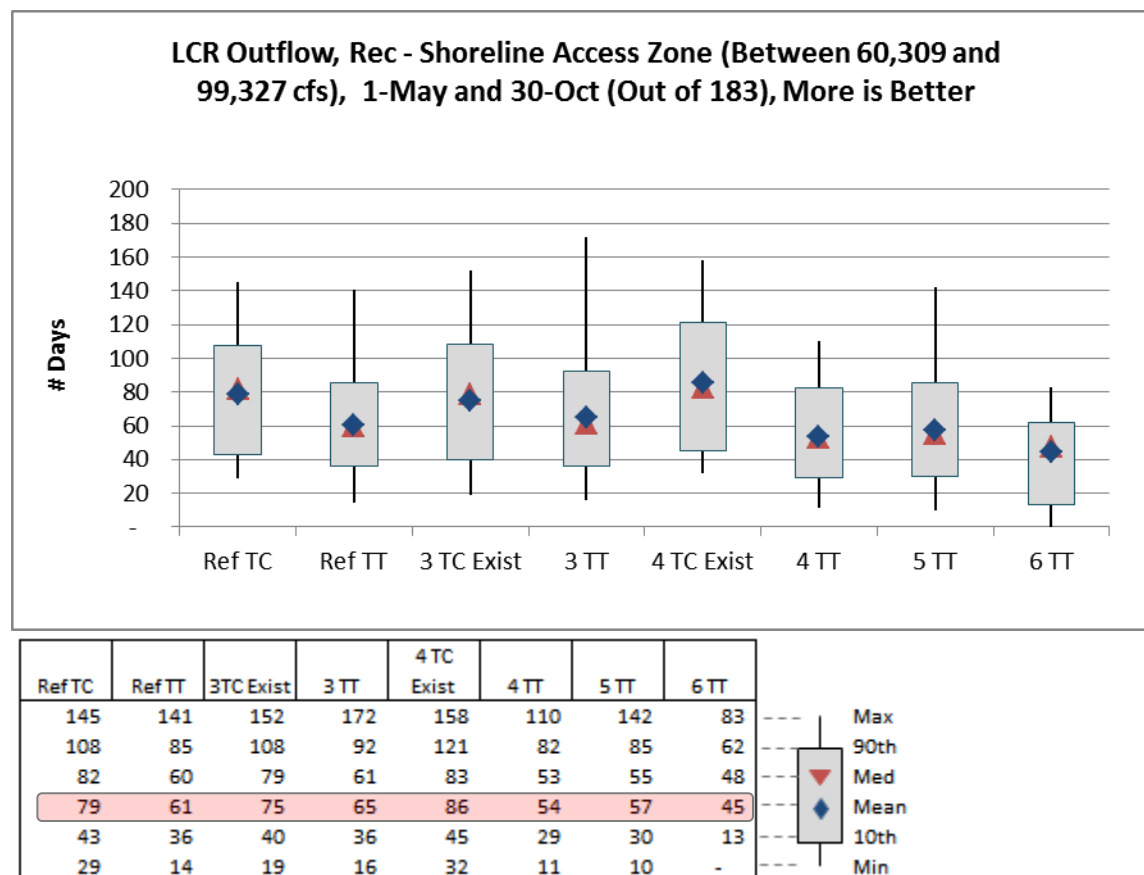 LCR Outflow, Rec - Shoreline Access Zone (Between 60,309 and
99,327 cfs), 1-May and 30-Oct (Out of 183), More is Better
# Days
200
180
160
140
120
100
80
60
40
20
-
Ref TC Ref TT 3 TC Exist 3 TT 4 TC Exist 4 TT 5 TT 6 TT
4 TC
Ref TC Ref TT 3TC Exist 3 TT Exist 4 TT 5 TT 6 TT
145 141 152 172 158 110 142 83 Max
108 85 108 92 121 82 85 62 90th
82 60 79 61 83 53 55 48 Med
79 61 75 65 86 54 57 45 Mean
43 36 40 36 45 29 30 13 10th
29 14 19 16 32 11 10 - Min